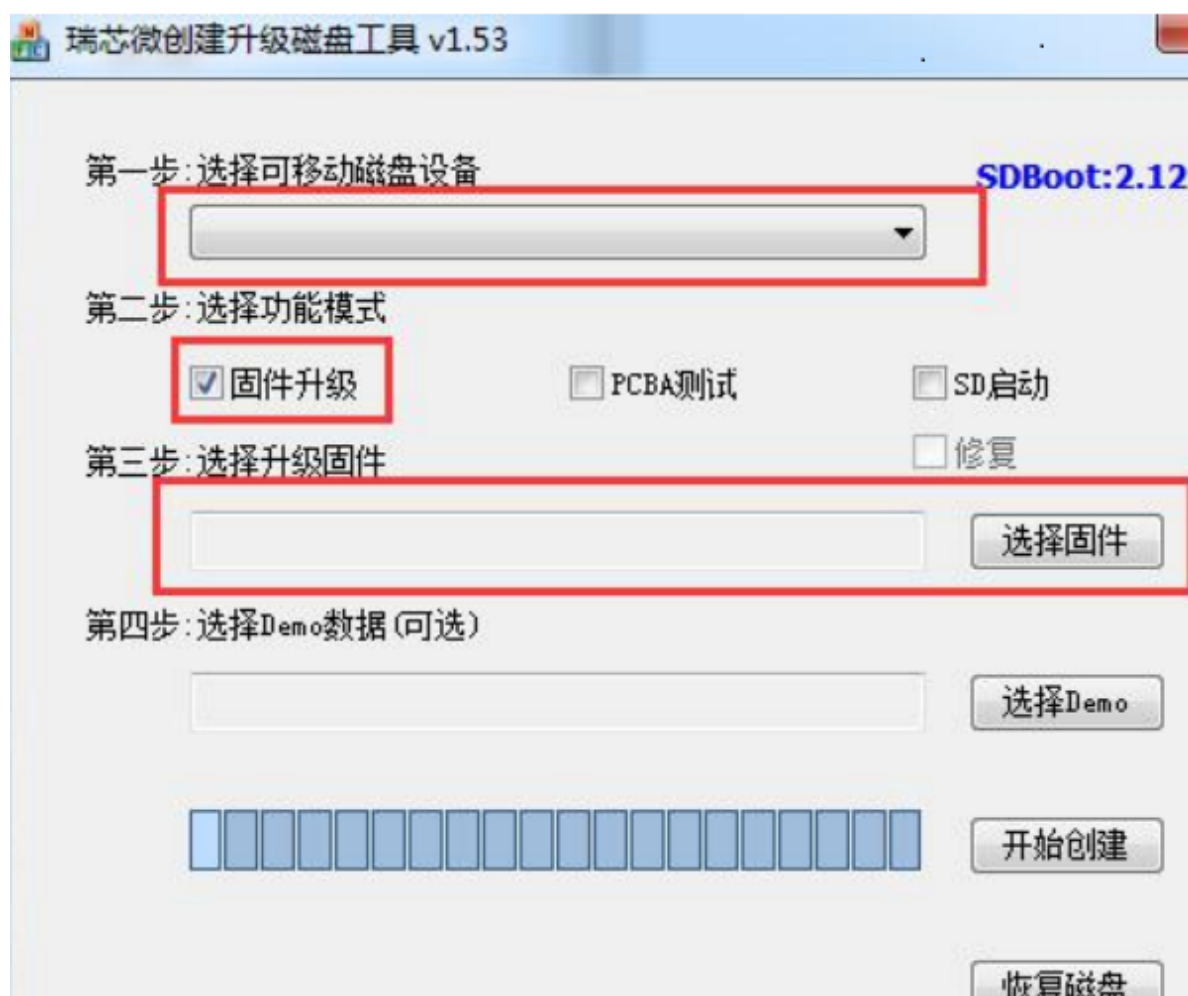 瑞芯微创建升级磁盘工具 v1.53
第一步:选择可移动磁盘设备
SDBoot:2.12
第二步:选择功能模式
固件升级 PCBA测试 SD启动
第三步:选择升级固件 修复
选择固件
第四步:选择Demo数据(可选)
选择Demo
开始创建
恢复磁盘